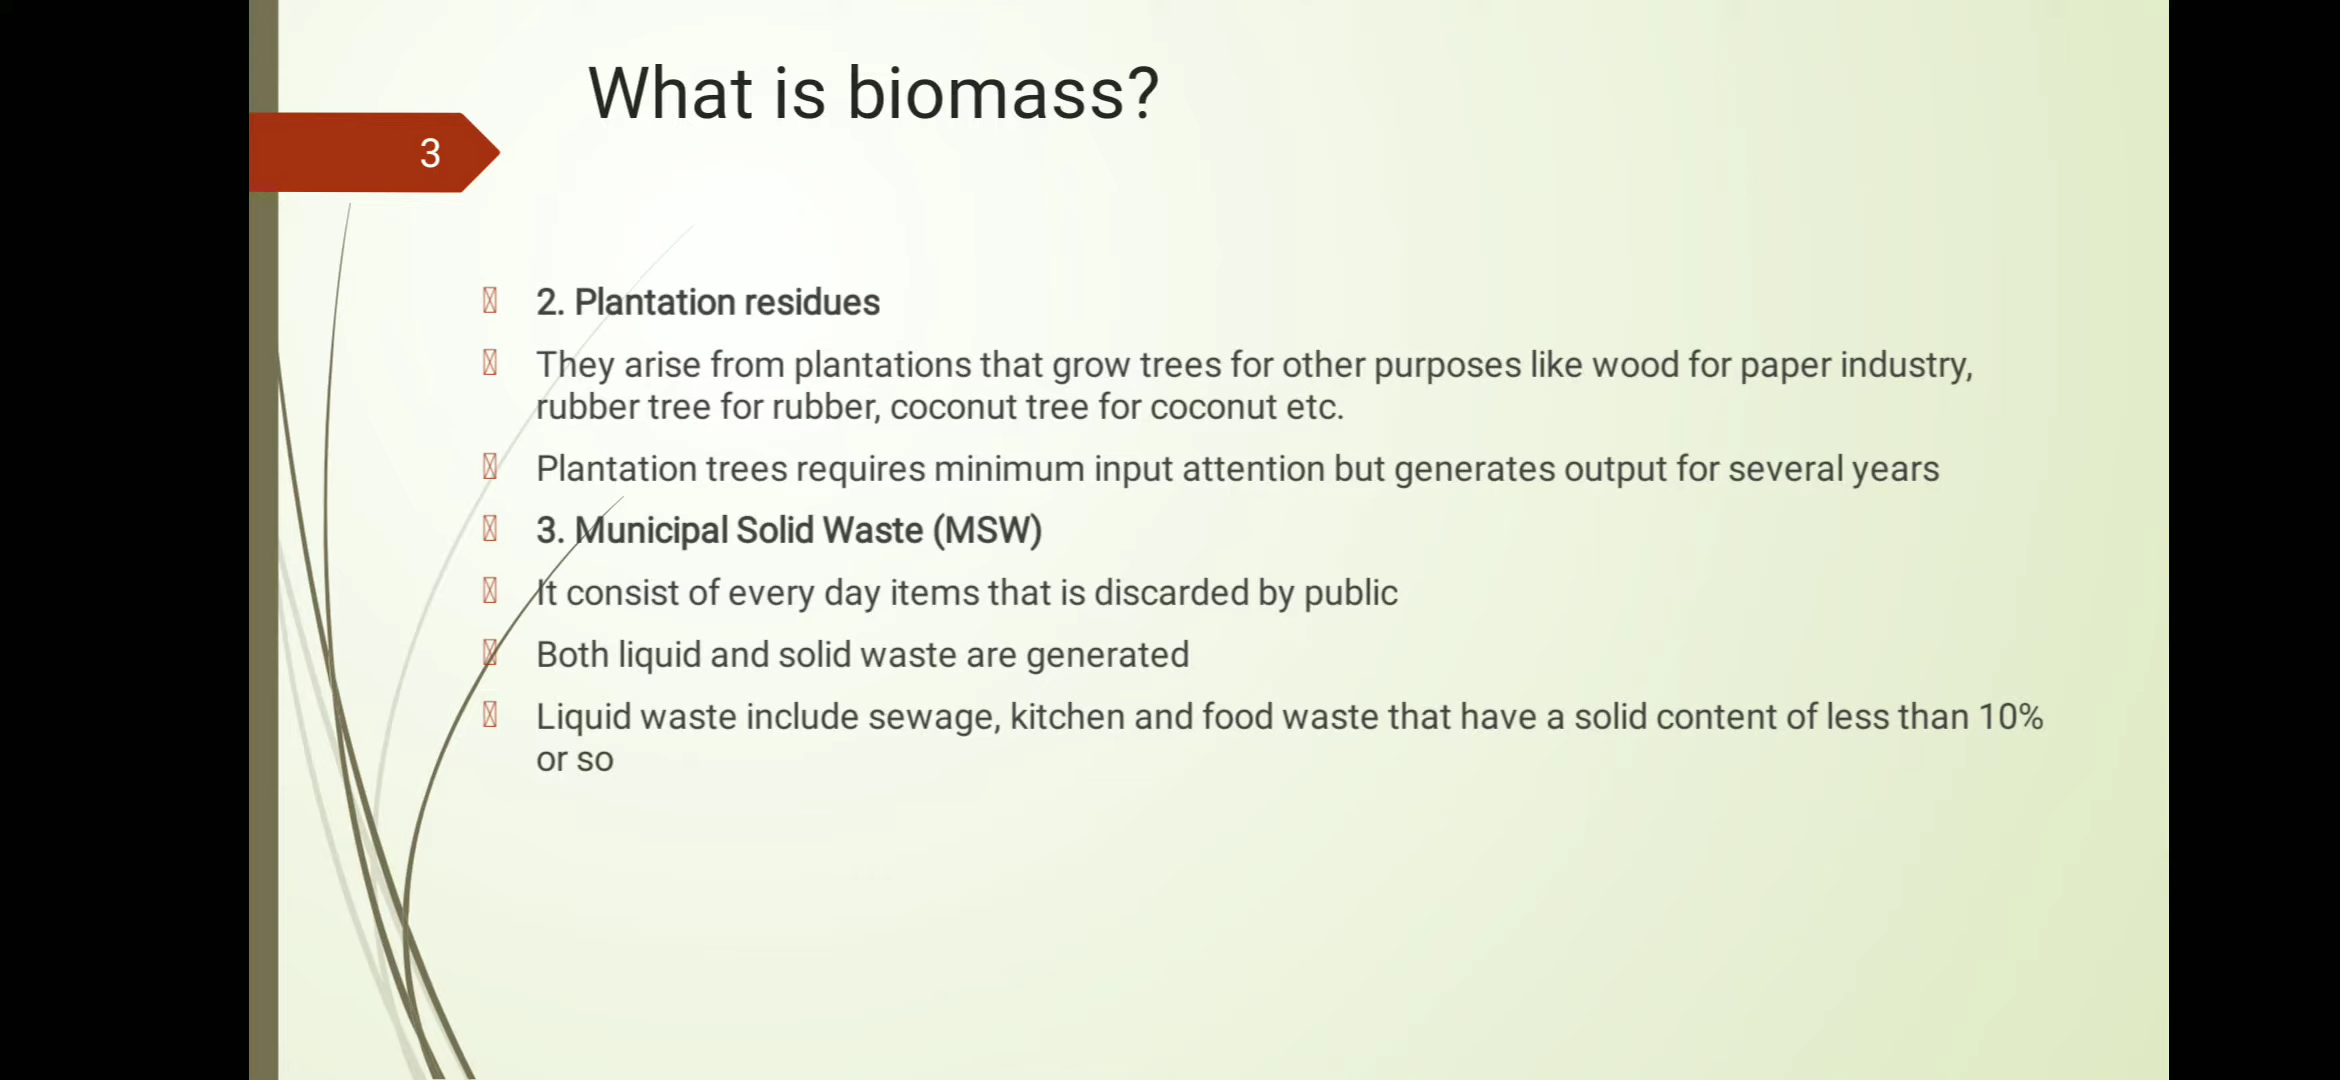 What is biomass?
3
2. Plantation residues
They arise from plantations that grow trees for other purposes like wood for paper industry,
rubber tree for rubber, coconut tree for coconut etc.
Plantation trees requires minimum input attention but generates output for several years
3. Municipal Solid Waste (MSW)
It consist of every day items that is discarded by public
Both liquid and solid waste are generated
Liquid waste include sewage, kitchen and food waste that have a solid content of less than 10%
or so